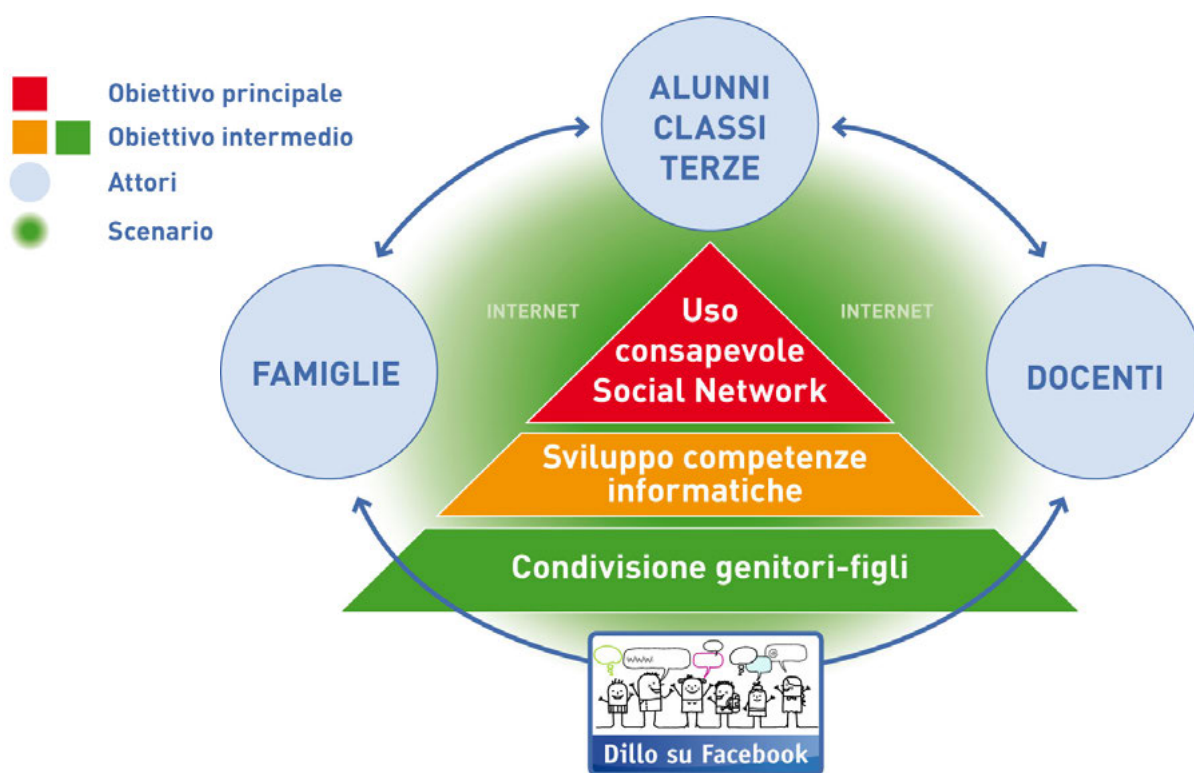 Obiettivo principale
Obiettivo intermedio
Attori
Scenario
ALUNNI
CLASSI
TERZE
FAMIGLIE
DOCENTI
INTERNET
INTERNET
Uso
consapevole
Social Network
Sviluppo competenze
informatiche
Condivisione genitori-figli
www
@
Dillo su Facebook